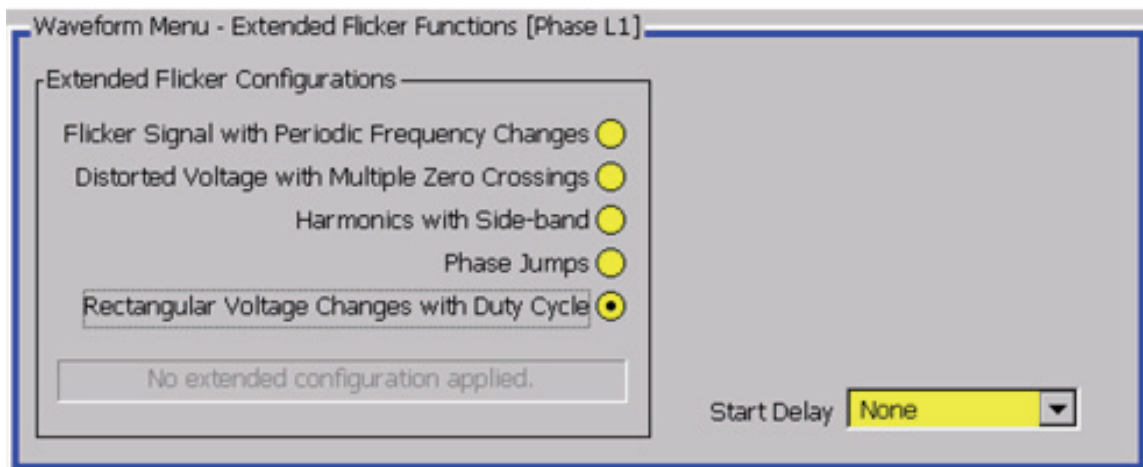 Waveform Menu - Extended Flicker Functions [Phase L1]
Extended Flicker Configurations
Flicker Signal with Periodic Frequency Changes
Distorted Voltage with Multiple Zero Crossings
Harmonics with Side-band
Phase Jumps
Rectangular Voltage Changes with Duty Cycle
No extended configuration applied.
Start Delay None